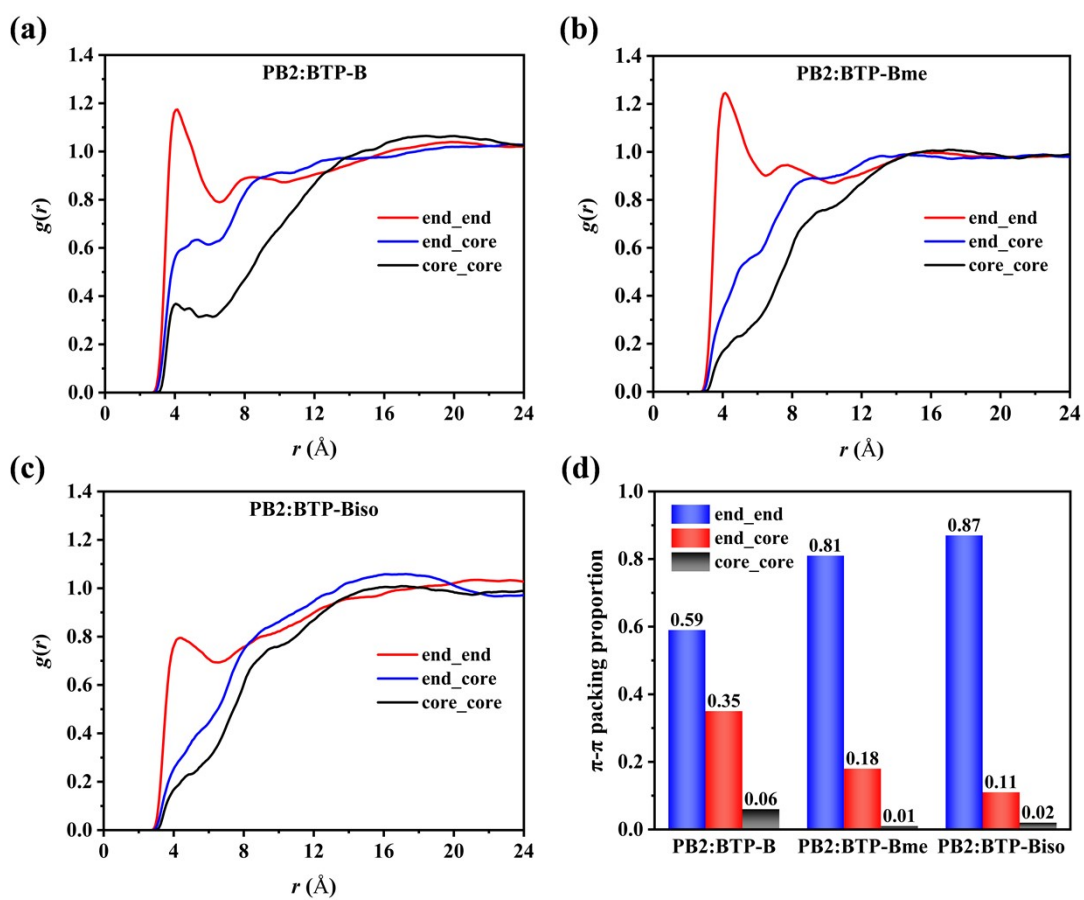 (a)
PB2:BTP-B
g(r)
1.4
1.2
1.0
0.8
0.6
0.4
0.2
0.0
end_end
end_core
core_core
0 4 8 12 16 20 24
r (Å)
(b)
PB2:BTP-Bme
g(r)
1.4
1.2
1.0
0.8
0.6
0.4
0.2
0.0
end_end
end_core
core_core
0 4 8 12 16 20 24
r (Å)
(c)
PB2:BTP-Biso
g(r)
1.4
1.2
1.0
0.8
0.6
0.4
0.2
0.0
end_end
end_core
core_core
0 4 8 12 16 20 24
r (Å)
(d)
π-π packing proportion
1.0
0.8
0.6
0.4
0.2
0.0
end_end
end_core
core_core
0.59
0.35
0.06
0.81
0.18
0.01
0.87
0.11
0.02
PB2:BTP-B PB2:BTP-Bme PB2:BTP-Biso